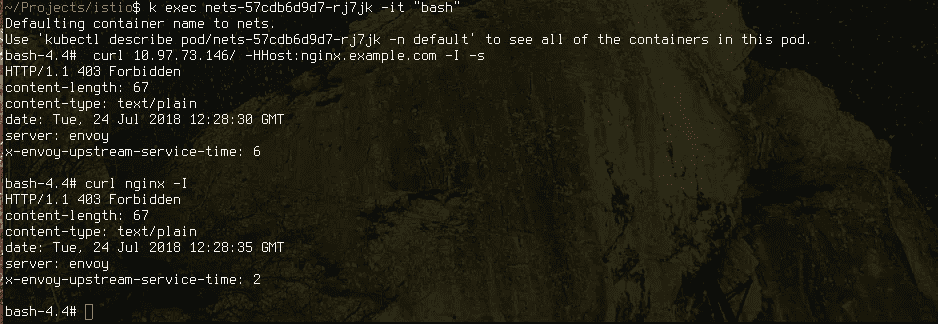 ~/Projects/istio$ k exec nets-57cdb6d9d7-rj7jk -it "bash"
Defaulting container name to nets.
Use 'kubectl describe pod/nets-57cdb6d9d7-rj7jk -n default' to see all of the containers in this pod.
bash-4.4#  curl 10.97.73.146/ -HHost:nginx.example.com -I -s
HTTP/1.1 403 Forbidden
content-length: 67
content-type: text/plain
date: Tue, 24 Jul 2018 12:28:30 GMT
server: envoy
x-envoy-upstream-service-time: 6
bash-4.4# curl nginx -I
HTTP/1.1 403 Forbidden
content-length: 67
content-type: text/plain
date: Tue, 24 Jul 2018 12:28:35 GMT
server: envoy
x-envoy-upstream-service-time: 2
bash-4.4#